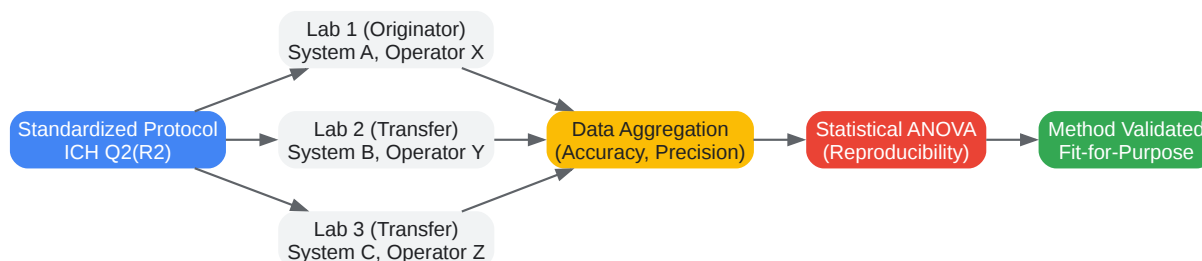 Standardized Protocol
ICH Q2(R2)
Lab 1 (Originator)
System A, Operator X
Lab 2 (Transfer)
System B, Operator Y
Lab 3 (Transfer)
System C, Operator Z
Data Aggregation
(Accuracy, Precision)
Statistical ANOVA
(Reproducibility)
Method Validated
Fit-for-Purpose